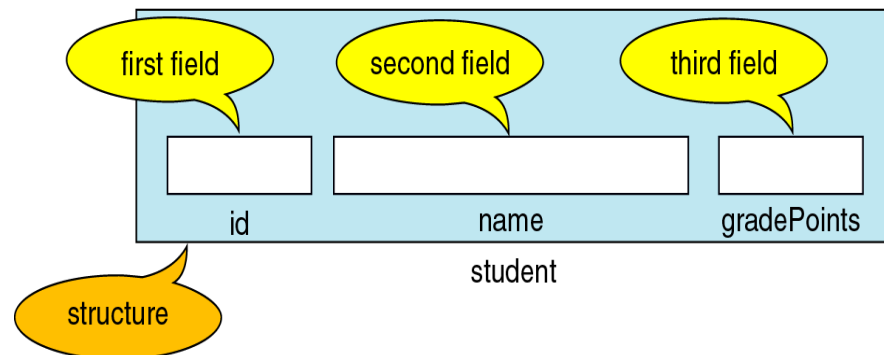 first field
second field
third field
id
name
gradePoints
student
structure